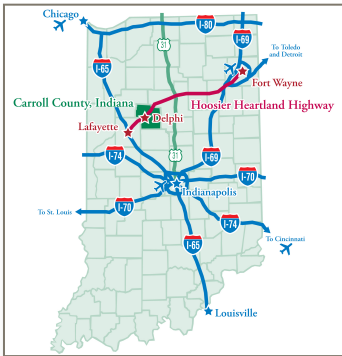 Chicago
I-80
I-69
31
To Toledo
and Detroit
I-65
Fort Wayne
Carroll County, Indiana
Hoosier Heartland Highway
Delphi
Lafayette
I-74
31
I-69
Indianapolis
I-70
To St. Louis
I-70
I-74
To Cincinnati
I-65
Louisville